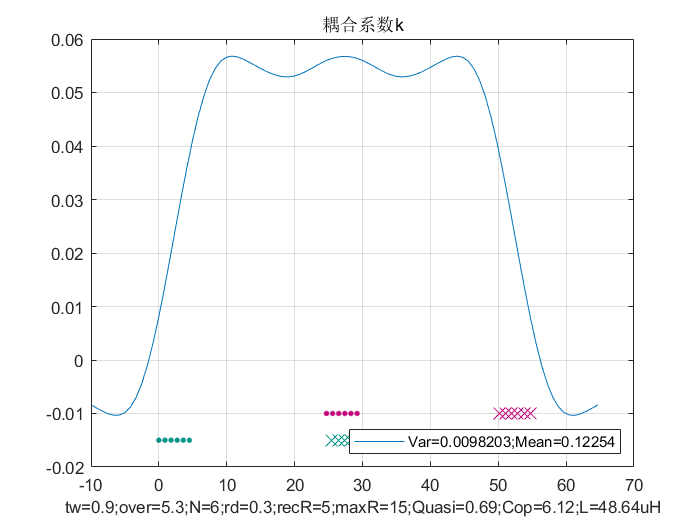 耦合系数k
0.06
0.05
0.04
0.03
0.02
0.01
0
-0.01
-0.02
Var=0.0098203;Mean=0.12254
-10 0 10 20 30 40 50 60 70
tw=0.9;over=5.3;N=6;rd=0.3;recR=5;maxR=15;Quasi=0.69;Cop=6.12;L=48.64uH